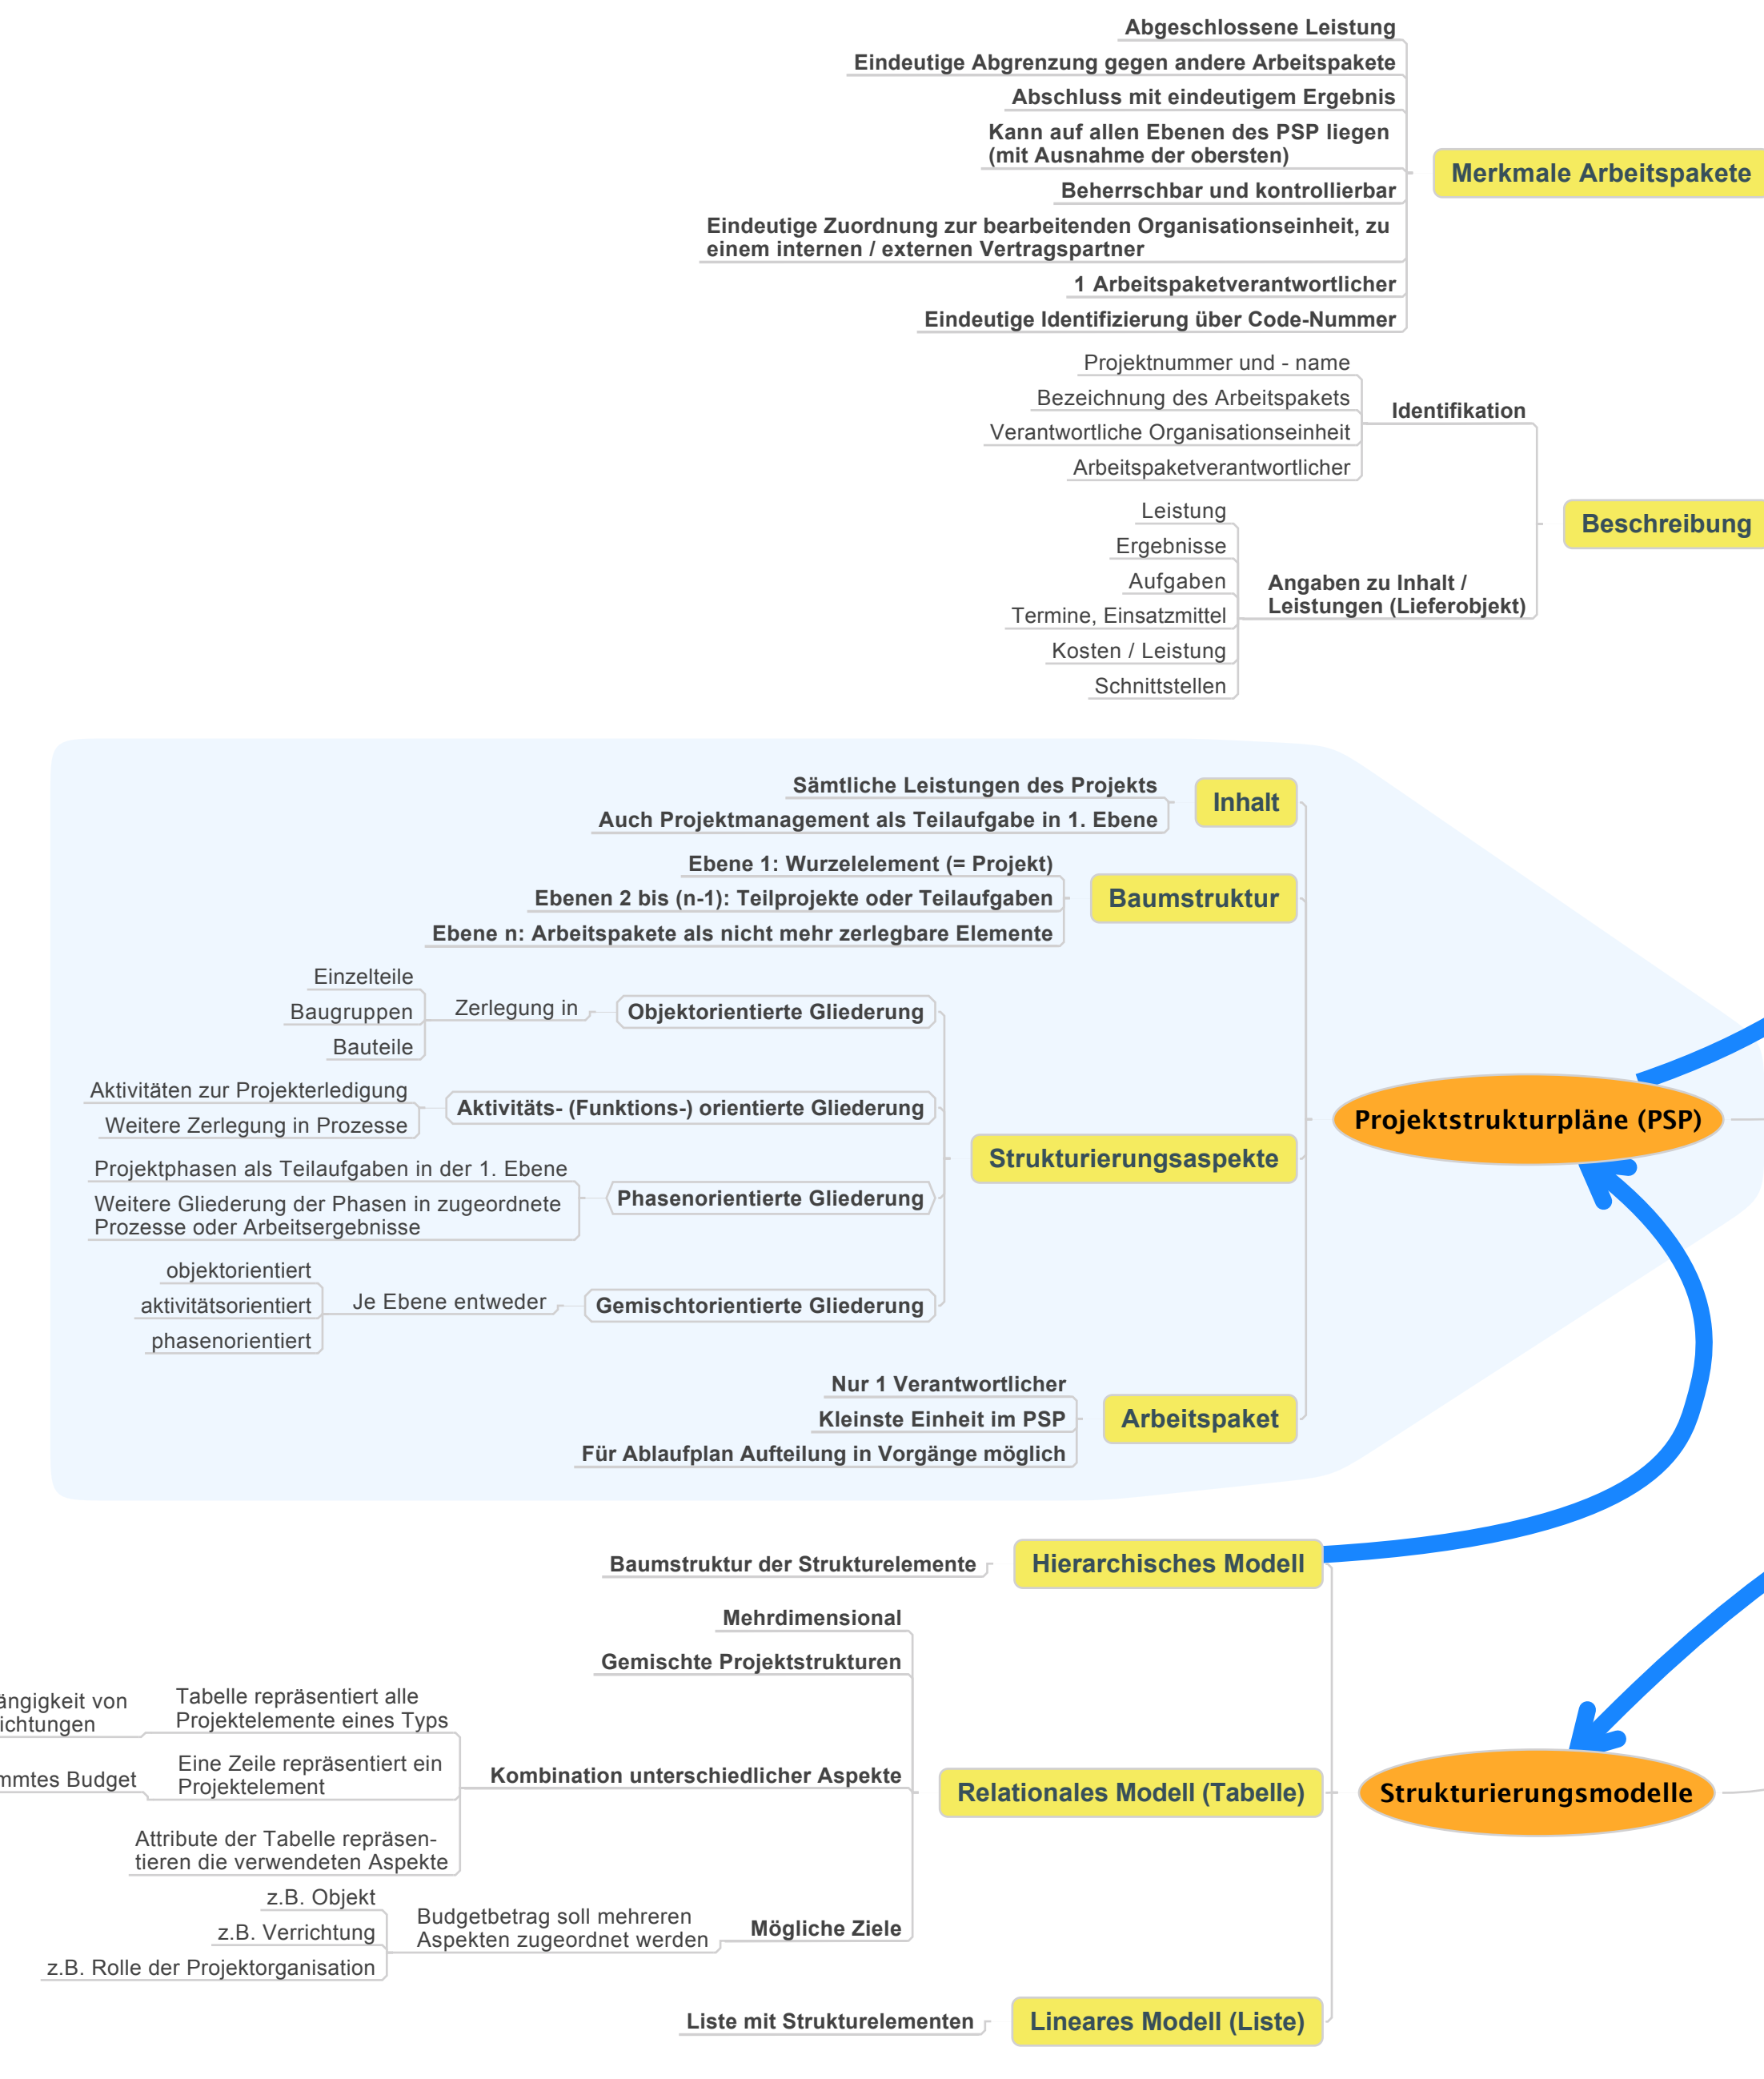 Abgeschlossene Leistung
Eindeutige Abgrenzung gegen andere Arbeitspakete
Abschluss mit eindeutigem Ergebnis
Kann auf allen Ebenen des PSP liegen
(mit Ausnahme der obersten)
Merkmale Arbeitspakete
Beherrschbar und kontrollierbar
Eindeutige Zuordnung zur bearbeitenden Organisationseinheit, zu
einem internen / externen Vertragspartner
1 Arbeitspaketverantwortlicher
Eindeutige Identifizierung über Code-Nummer
Projektnummer und - name
Bezeichnung des Arbeitspakets
Identifikation
Verantwortliche Organisationseinheit
Arbeitspaketverantwortlicher
Beschreibung
Leistung
Ergebnisse
Aufgaben
Angaben zu Inhalt /
Leistungen (Lieferobjekt)
Termine, Einsatzmittel
Kosten / Leistung
Schnittstellen
Sämtliche Leistungen des Projekts
Inhalt
Auch Projektmanagement als Teilaufgabe in 1. Ebene
Ebene 1: Wurzelelement (= Projekt)
Ebenen 2 bis (n-1): Teilprojekte oder Teilaufgaben
Baumstruktur
Ebene n: Arbeitspakete als nicht mehr zerlegbare Elemente
Einzelteile
Baugruppen
Zerlegung in
Objektorientierte Gliederung
Bauteile
Aktivitäten zur Projekterledigung
Aktivitäts- (Funktions-) orientierte Gliederung
Weitere Zerlegung in Prozesse
Projektstrukturpläne (PSP)
Strukturierungsaspekte
Projektphasen als Teilaufgaben in der 1. Ebene
Phasenorientierte Gliederung
Weitere Gliederung der Phasen in zugeordnete
Prozesse oder Arbeitsergebnisse
objektorientiert
aktivitätsorientiert
Je Ebene entweder
Gemischtorientierte Gliederung
phasenorientiert
Nur 1 Verantwortlicher
Kleinste Einheit im PSP
Arbeitspaket
Für Ablaufplan Aufteilung in Vorgänge möglich
Baumstruktur der Strukturelemente
Hierarchisches Modell
Mehrdimensional
Gemischte Projektstrukturen
von
Tabelle repräsentiert alle
Projektelemente eines Typs
Budget
Eine Zeile repräsentiert ein
Projektelement
Kombination unterschiedlicher Aspekte
Relationales Modell (Tabelle)
Strukturierungsmodelle
Attribute der Tabelle repräsen-
tieren die verwendeten Aspekte
z.B. Objekt
z.B. Verrichtung
Budgetbetrag soll mehreren
Aspekten zugeordnet werden
Mögliche Ziele
z.B. Rolle der Projektorganisation
Liste mit Strukturelementen
Lineares Modell (Liste)